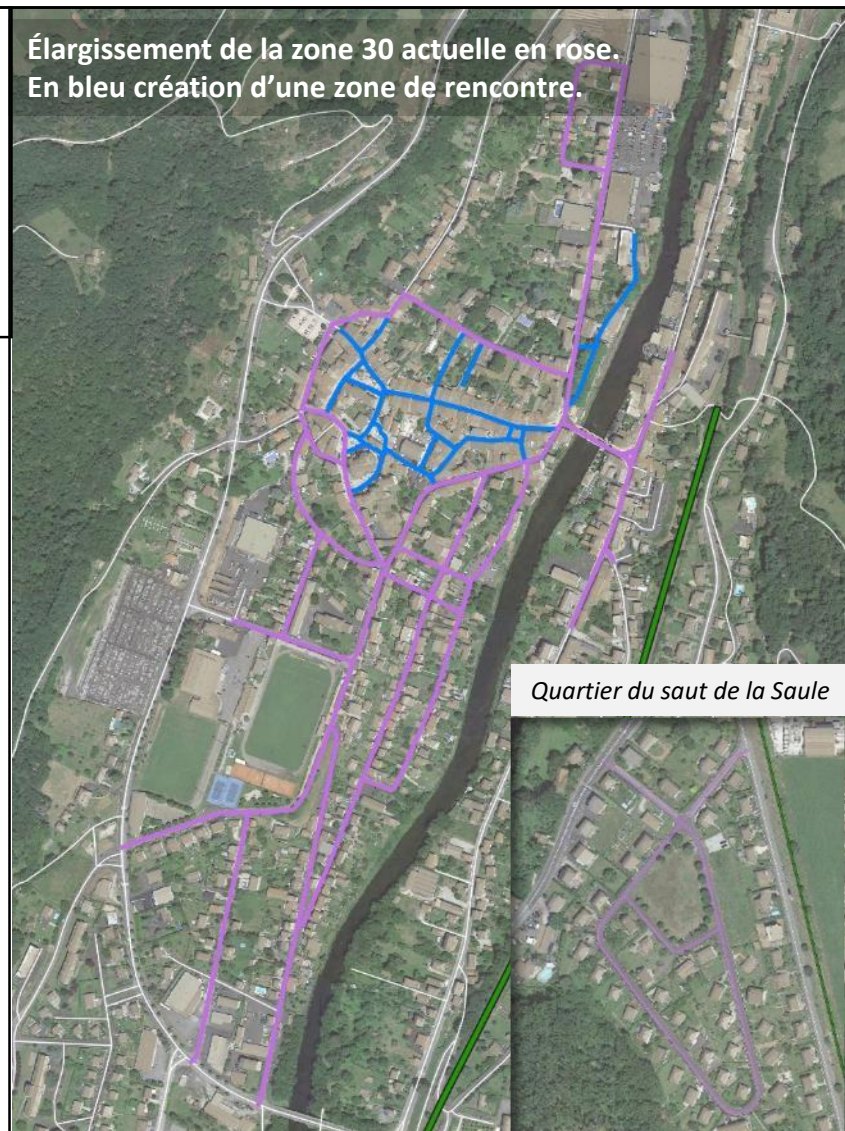 Élargissement de la zone 30 actuelle en rose.
En bleu création d’une zone de rencontre.
Quartier du saut de la Saule